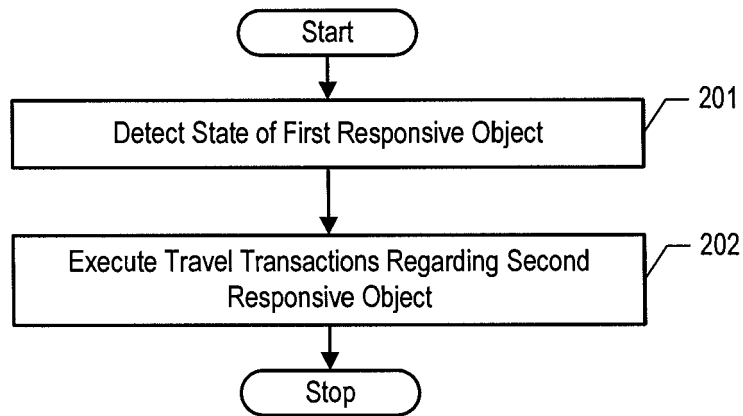 Start
Detect State of First Responsive Object
201
Execute Travel Transactions Regarding Second
Responsive Object
202
Stop